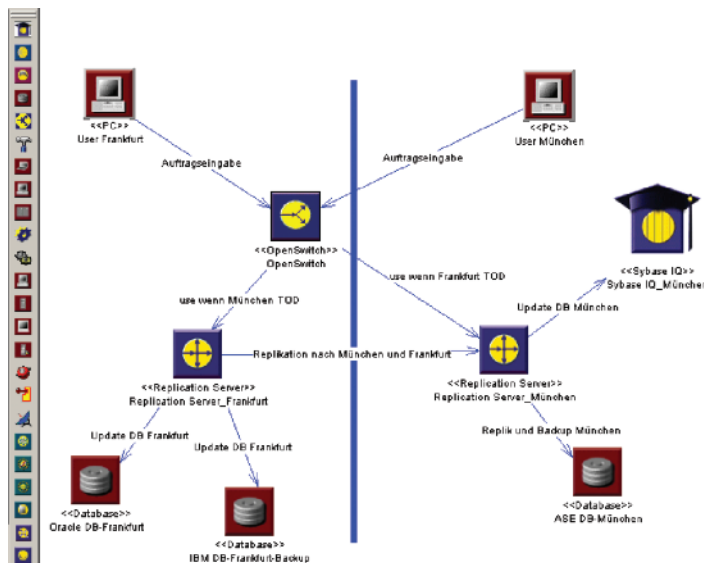 <<PC>>
User Frankfurt
<<PC>>
User München
Auftragseingabe
Auftragseingabe
<<OpenSwitch>>
OpenSwitch
<<Sybase IQ>>
Sybase IQ_München
use wenn Frankfurt TOD
use wenn München TOD
Update DB München
Replikation nach München und Frankfurt
<<Replication Server>>
Replication Server_Frankfurt
<<Replication Server>>
Replication Server_München
Update DB Frankfurt
Update DB Frankfurt
Replik und Backup München
<<Database>>
Oracle DB-Frankfurt
<<Database>>
ASE DB-München
<<Database>>
IBM DB-Frankfurt-Backup